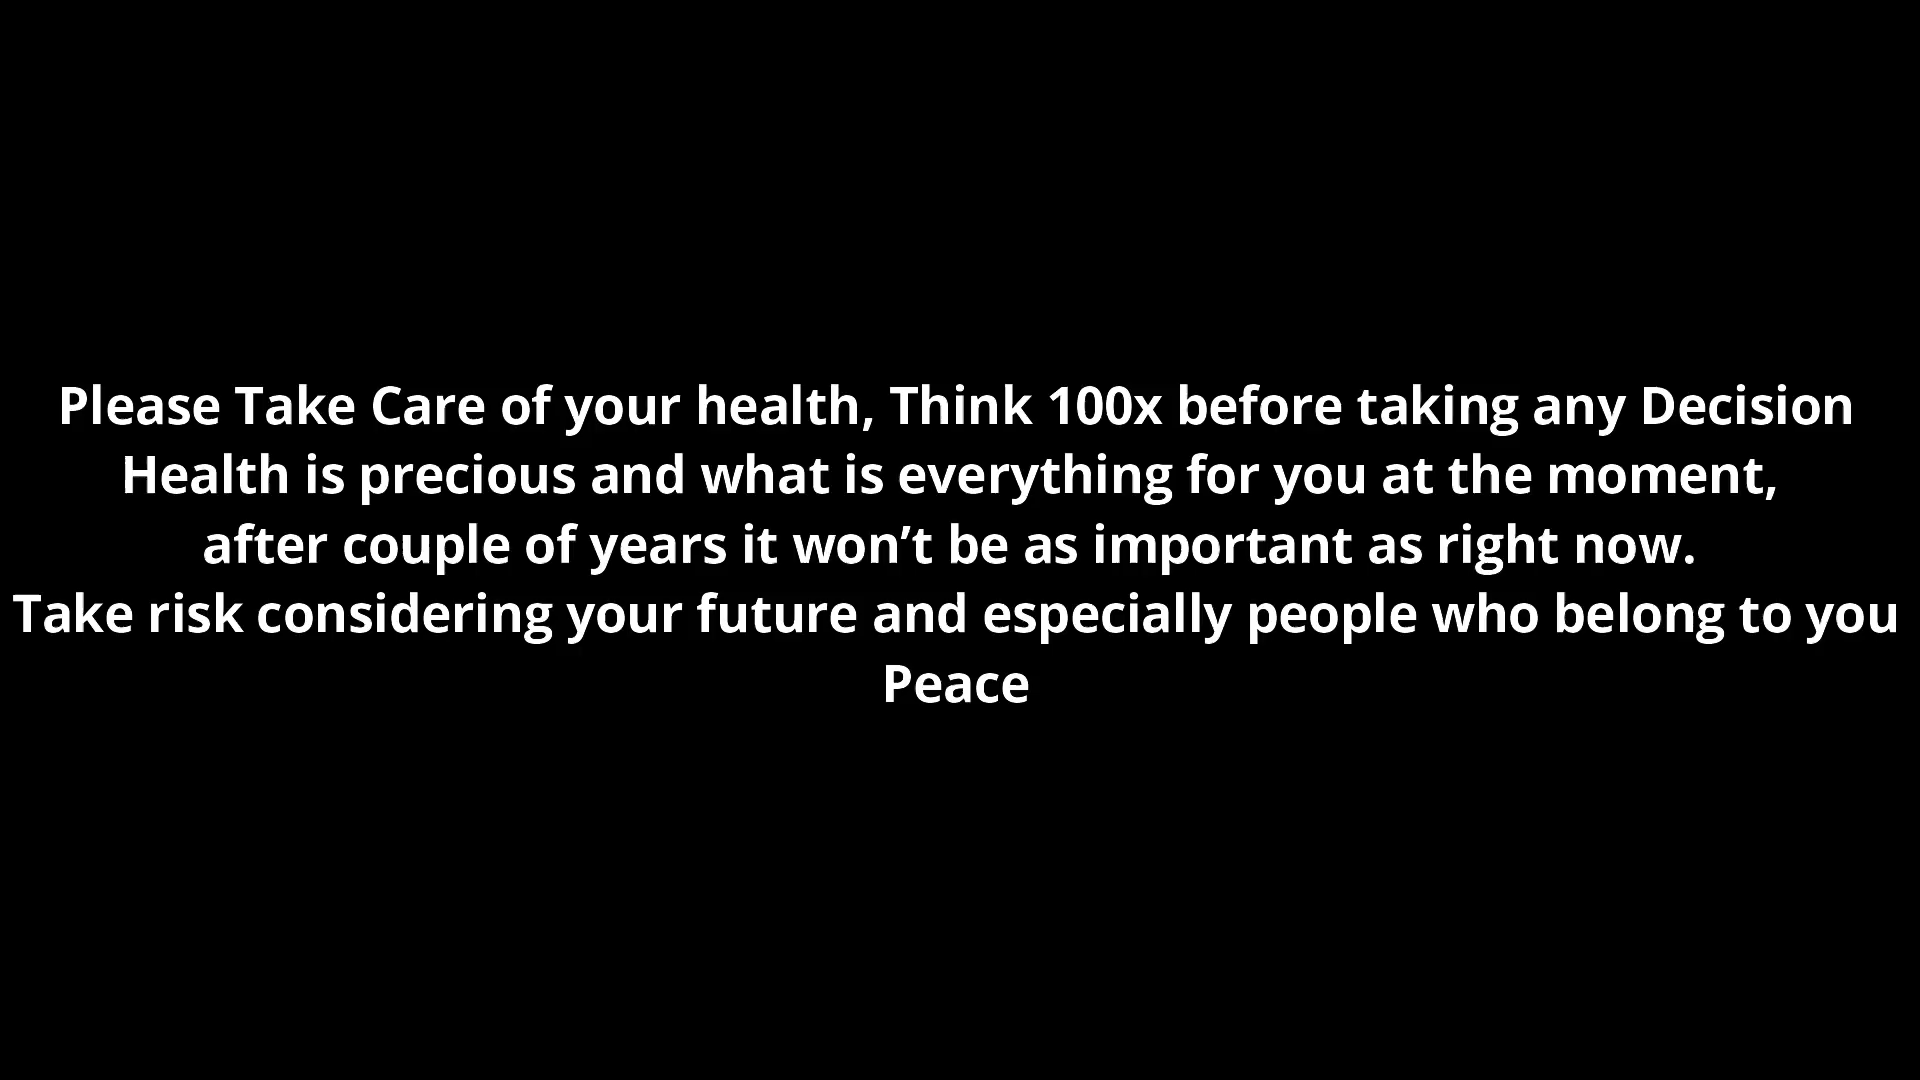 Please Take Care of your health, Think 100x before taking any Decision
Health is precious and what is everything for you at the moment,
after couple of years it won’t be as important as right now.
Take risk considering your future and especially people who belong to you
Peace